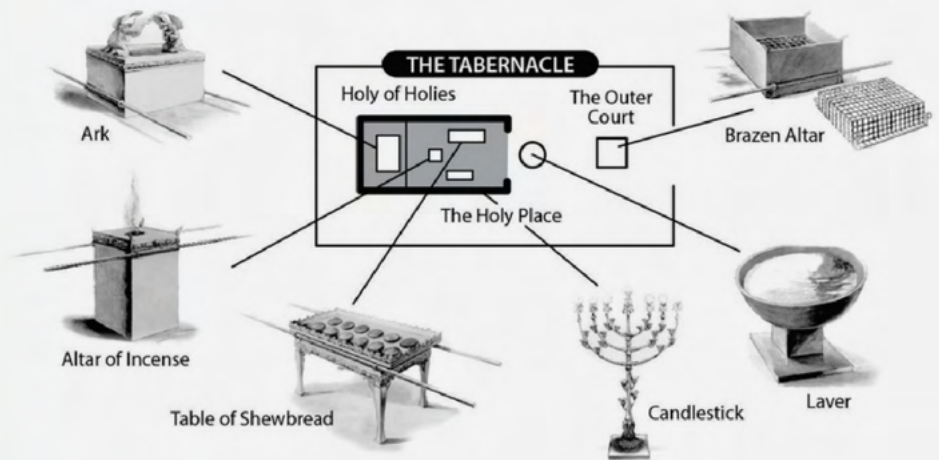 THE TABERNACLE
Holy of Holies
The Outer
Court
Ark
Brazen Altar
The Holy Place
Altar of Incense
Table of Shewbread
Candlestick
Laver